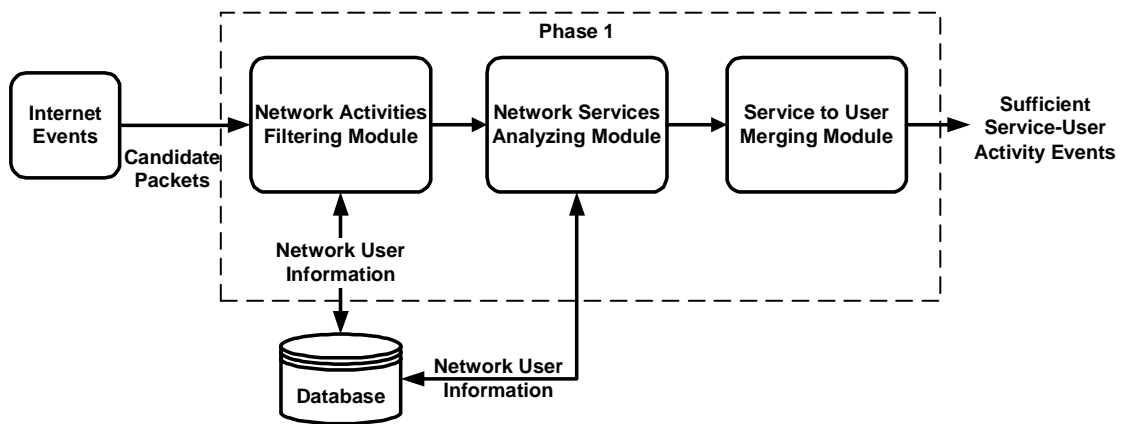 Phase 1
Internet
Events
Candidate
Packets
Network Activities
Filtering Module
Network Services
Analyzing Module
Service to User
Merging Module
Sufficient
Service-User
Activity Events
Network User
Information
Database
Network User
Information